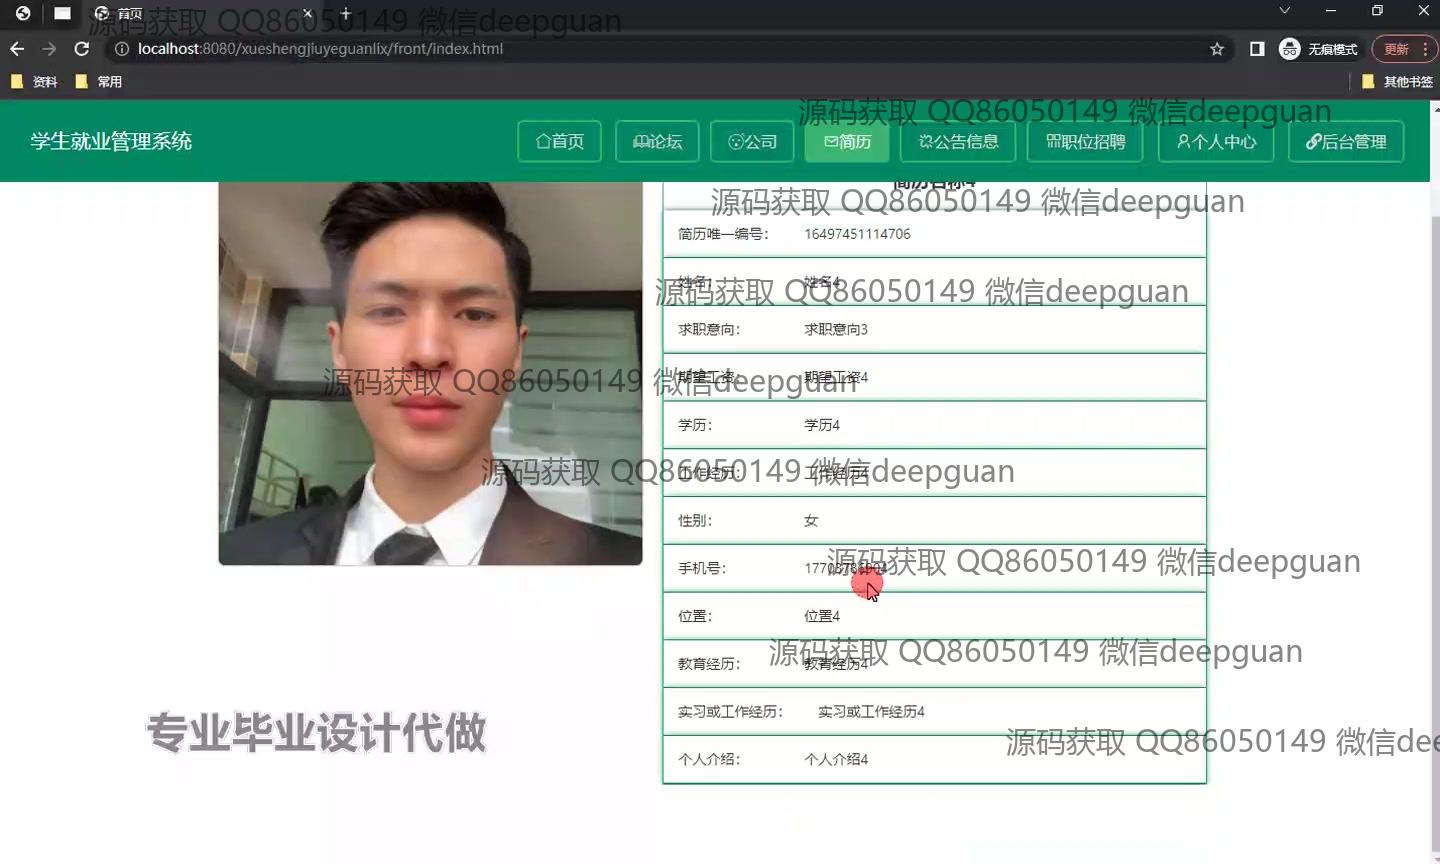 首页
源码获取 QQ86050149 微信deepguan
localhost:8080/xueshengjiuyeguanlix/front/index.html
无痕模式
更新
资料
常用
其他书签
源码获取 QQ86050149 微信deepguan
学生就业管理系统
首页
论坛
公司
简历
公告信息
职位招聘
个人中心
后台管理
简历名称4
源码获取 QQ86050149 微信deepguan
简历唯一编号： 16497451114706
姓名： 姓名4
源码获取 QQ86050149 微信deepguan
求职意向： 求职意向3
期望工资： 期望工资4
源码获取 QQ86050149 微信deepguan
学历： 学历4
工作经历： 工作经历4
源码获取 QQ86050149 微信deepguan
性别： 女
源码获取 QQ86050149 微信deepguan
手机号：
位置： 位置4
源码获取 QQ86050149 微信deepguan
教育经历： 教育经历4
实习或工作经历： 实习或工作经历4
专业毕业设计代做
源码获取 QQ86050149 微信dee
个人介绍： 个人介绍4